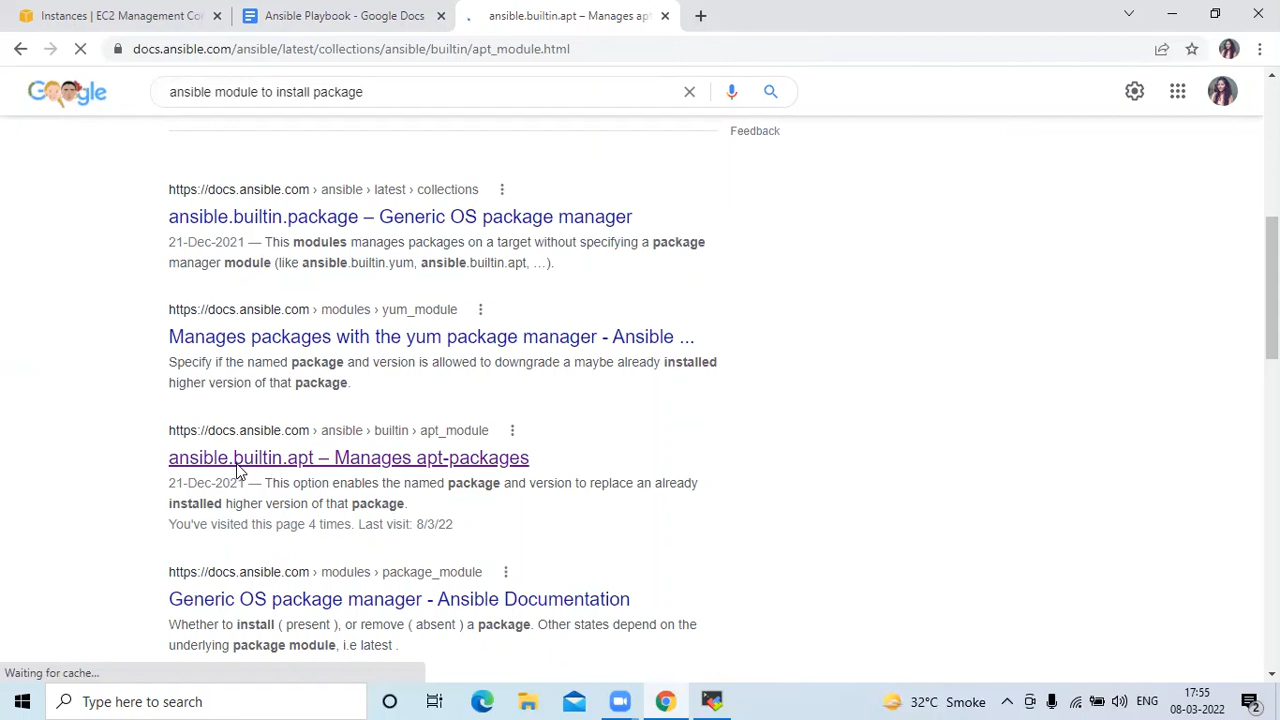 Instances | EC2 Management Co
Ansible Playbook - Google Docs
ansible.builtin.apt – Manages apt
docs.ansible.com/ansible/latest/collections/ansible/builtin/apt_module.html
Google
ansible module to install package
Feedback
https://docs.ansible.com › ansible › latest › collections
ansible.builtin.package – Generic OS package manager
21-Dec-2021 — This modules manages packages on a target without specifying a package
manager module (like ansible.builtin.yum, ansible.builtin.apt, …).
https://docs.ansible.com › modules › yum_module
Manages packages with the yum package manager - Ansible ...
Specify if the named package and version is allowed to downgrade a maybe already installed
higher version of that package.
https://docs.ansible.com › ansible › builtin › apt_module
ansible.builtin.apt – Manages apt-packages
21-Dec-2021 — This option enables the named package and version to replace an already
installed higher version of that package.
You've visited this page 4 times. Last visit: 8/3/22
https://docs.ansible.com › modules › package_module
Generic OS package manager - Ansible Documentation
Whether to install ( present ), or remove ( absent ) a package. Other states depend on the
underlying package module, i.e latest .
Waiting for cache...
Type here to search
32°C Smoke
ENG
17:55
08-03-2022
2